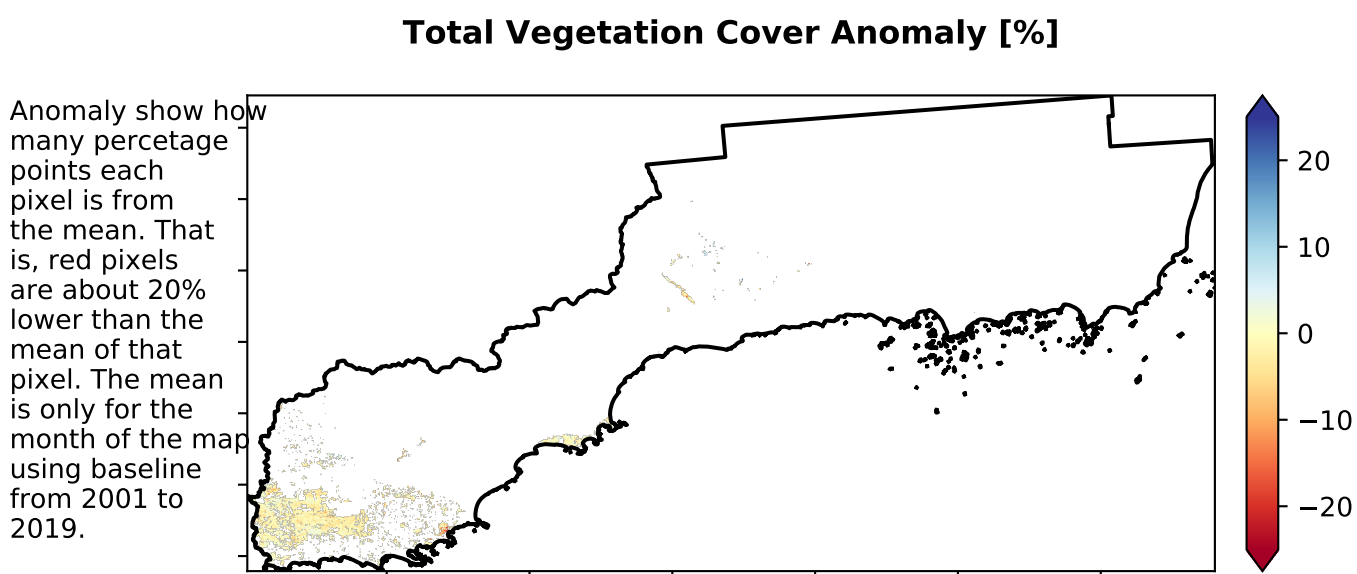 Total Vegetation Cover Anomaly [%]
Anomaly show how
many percetage
points each
pixel is from
the mean. That
is, red pixels
are about 20%
lower than the
mean of that
pixel. The mean
is only for the
month of the map
using baseline
from 2001 to
2019.
20
10
0
−10
−20